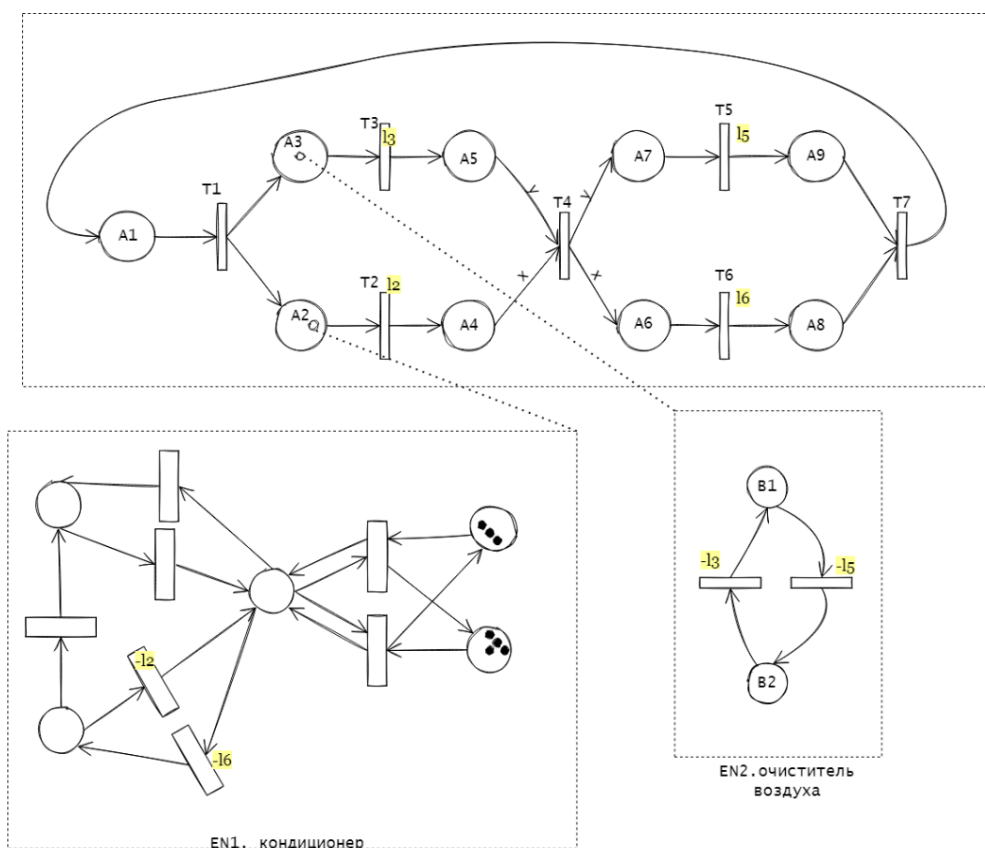 T5
T3
l3
l5
A3
A5
A7
A9
T1
T4
T7
A1
T2
l2
T6
l6
A2
A4
A6
A8
y
y
x
x
B1
-l3
-l5
B2
-l2
-l6
EN2.очиститель
воздуха
EN1. кондиционер